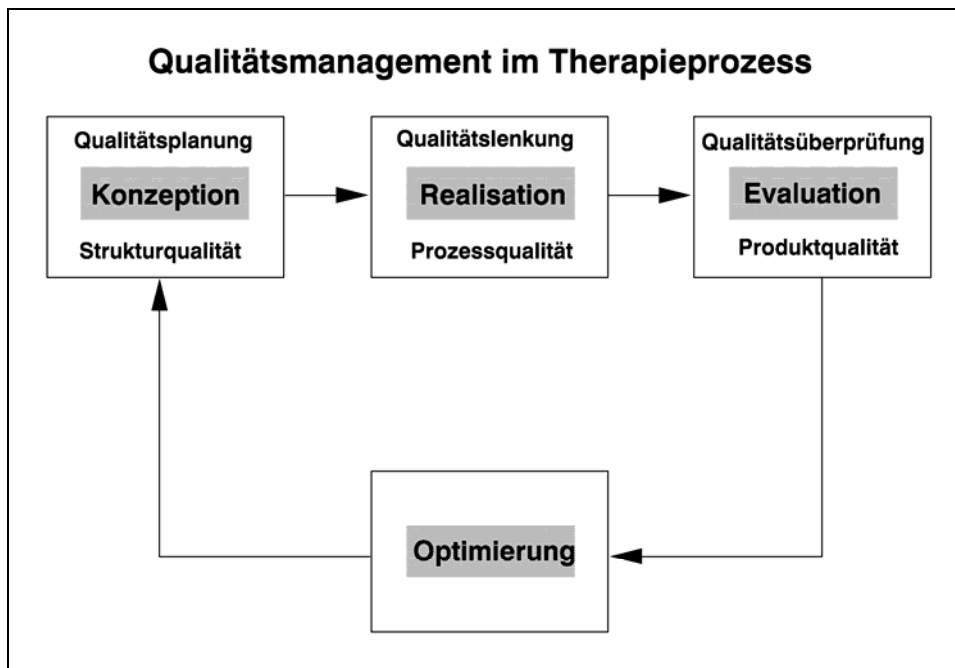 Qualitätsmanagement im Therapieprozess
Qualitätsplanung
Konzeption
Strukturqualität
Qualitätslenkung
Realisation
Prozessqualität
Qualitätsüberprüfung
Evaluation
Produktqualität
Optimierung